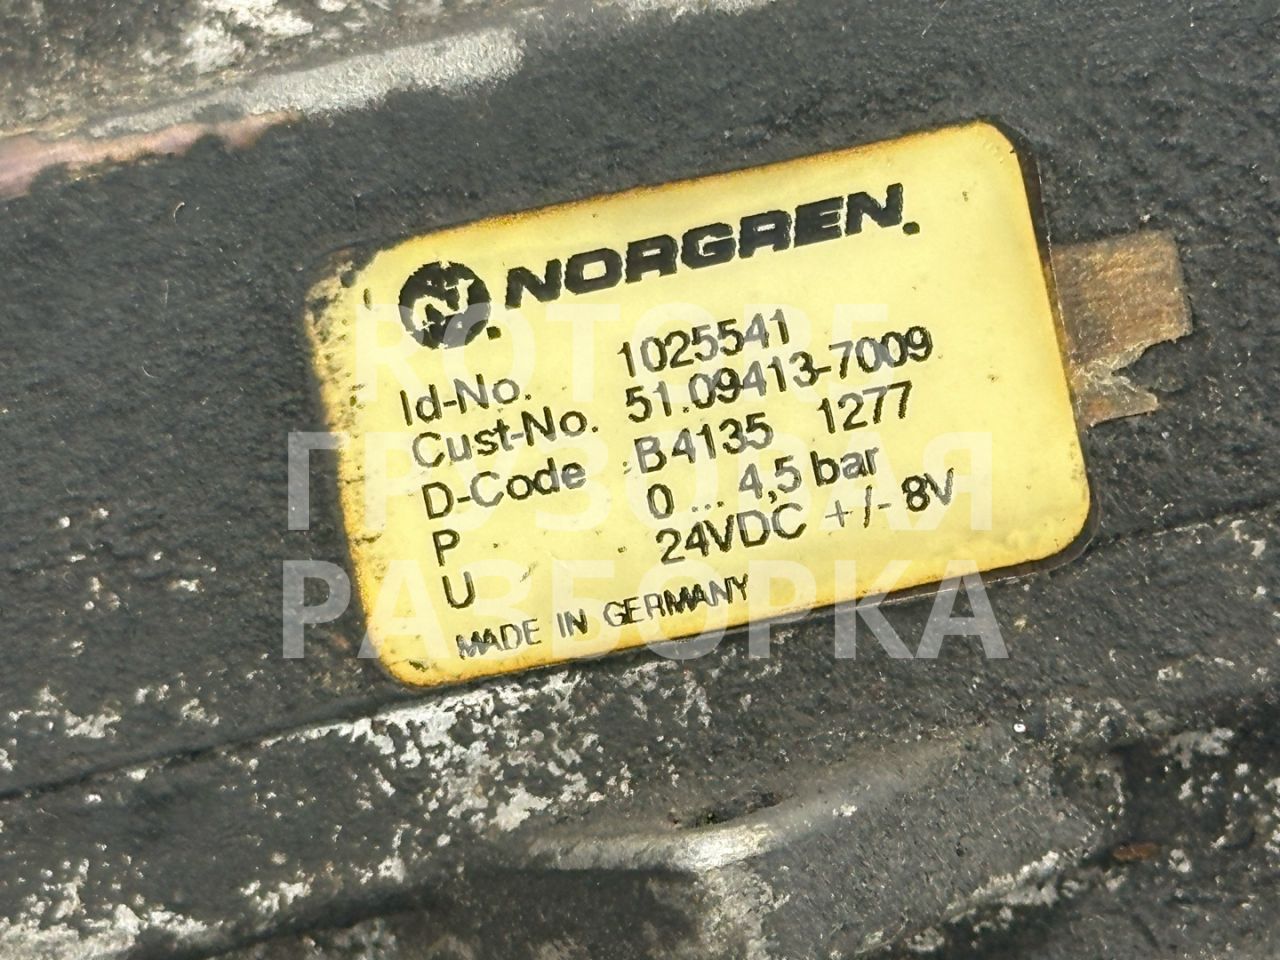 NORGREN.
Id-No. 1025541
Cust-No. 51.09413-7009
D-Code B4135 1277
P 0 ... 4,5 bar
U 24VDC +/- 8V
MADE IN GERMANY
ROTORF
ГРУЗОВАЯ
РАЗБОРКА